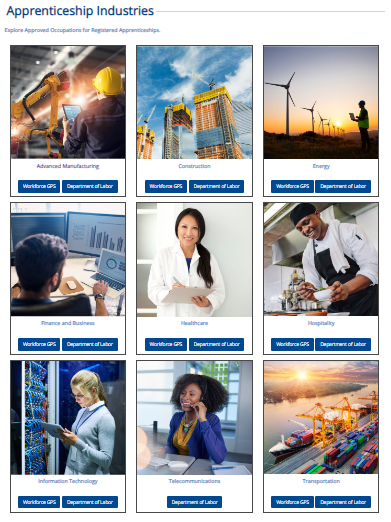 Apprenticeship Industries
Explore Approved Occupations for Registered Apprenticeships.
Advanced Manufacturing
Workforce GPS Department of Labor
Construction
Workforce GPS Department of Labor
Energy
Workforce GPS Department of Labor
Finance and Business
Workforce GPS Department of Labor
Healthcare
Workforce GPS Department of Labor
Hospitality
Workforce GPS Department of Labor
Information Technology
Workforce GPS Department of Labor
Telecommunications
Department of Labor
Transportation
Workforce GPS Department of Labor